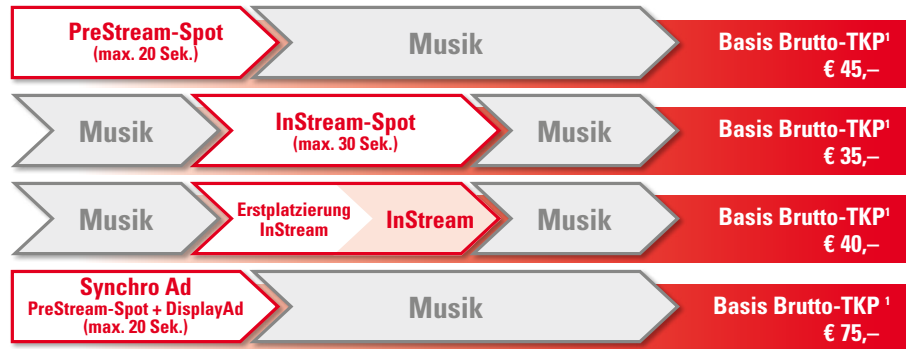 PreStream-Spot
(max. 20 Sek.)
Musik
Basis Brutto-TKP¹
€ 45,–
Musik
InStream-Spot
(max. 30 Sek.)
Musik
Basis Brutto-TKP¹
€ 35,–
Musik
Erstplatzierung
InStream
InStream
Musik
Basis Brutto-TKP¹
€ 40,–
Synchro Ad
PreStream-Spot + DisplayAd
(max. 20 Sek.)
Musik
Basis Brutto-TKP ¹
€ 75,–